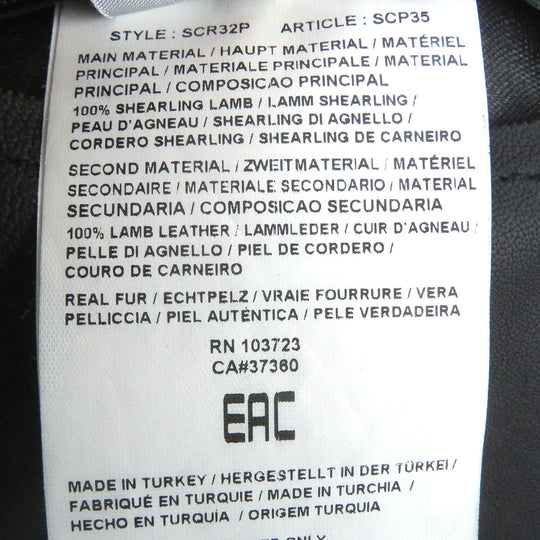 STYLE : SCR32P ARTICLE : SCP35
MAIN MATERIAL / HAUPT MATERIAL / MATÉRIEL
PRINCIPAL / MATERIALE PRINCIPALE / MATERIAL
PRINCIPAL / COMPOSICAO PRINCIPAL
100% SHEARLING LAMB / LAMM SHEARLING /
PEAU D'AGNEAU / SHEARLING DI AGNELLO /
CORDERO SHEARLING / SHEARLING DE CARNEIRO
SECOND MATERIAL / ZWEITMATERIAL / MATÉRIEL
SECONDAIRE / MATERIALE SECONDARIO / MATERIAL
SECUNDARIA / COMPOSICAO SECUNDARIA
100% LAMB LEATHER / LAMMLEDER / CUIR D'AGNEAU /
PELLE DI AGNELLO / PIEL DE CORDERO /
COURO DE CARNEIRO
REAL FUR / ECHTPELZ / VRAIE FOURRURE / VERA
PELLICCIA / PIEL AUTÉNTICA / PELE VERDADEIRA
RN 103723
CA#37360
EAC
MADE IN TURKEY / HERGESTELLT IN DER TÜRKEI /
FABRIQUÉ EN TURQUIE / MADE IN TURCHIA /
HECHO EN TURQUÍA / ORIGEM TURQUIA
ONLY